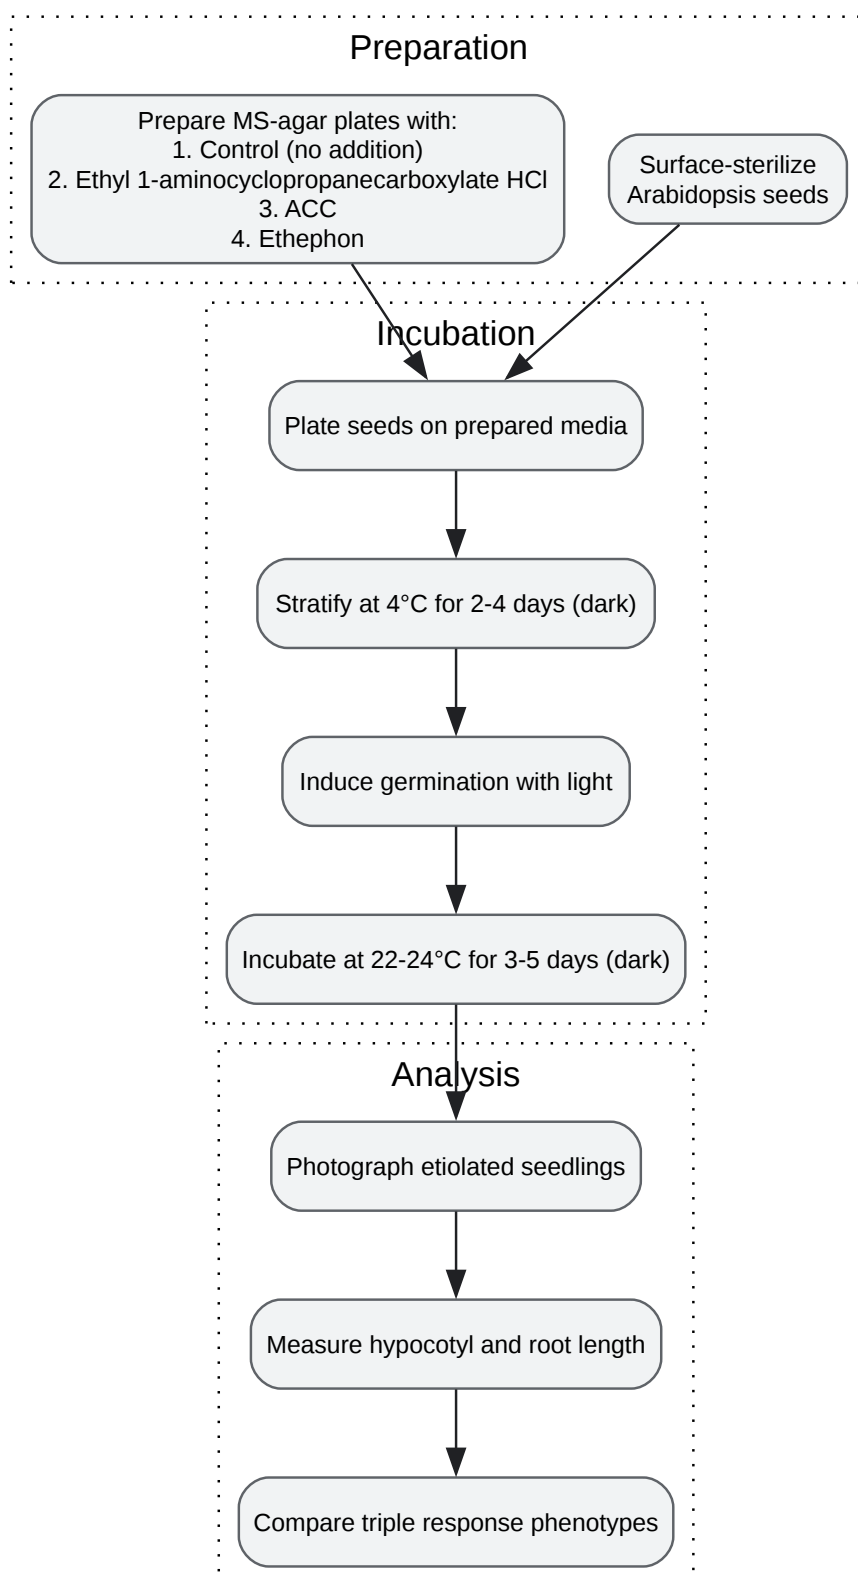 Preparation
Prepare MS-agar plates with:
1. Control (no addition)
2. Ethyl 1-aminocyclopropanecarboxylate HCl
3. ACC
4. Ethephon
Surface-sterilize
Arabidopsis seeds
Incubation
Plate seeds on prepared media
Stratify at 4°C for 2-4 days (dark)
Induce germination with light
Incubate at 22-24°C for 3-5 days (dark)
Analysis
Photograph etiolated seedlings
Measure hypocotyl and root length
Compare triple response phenotypes